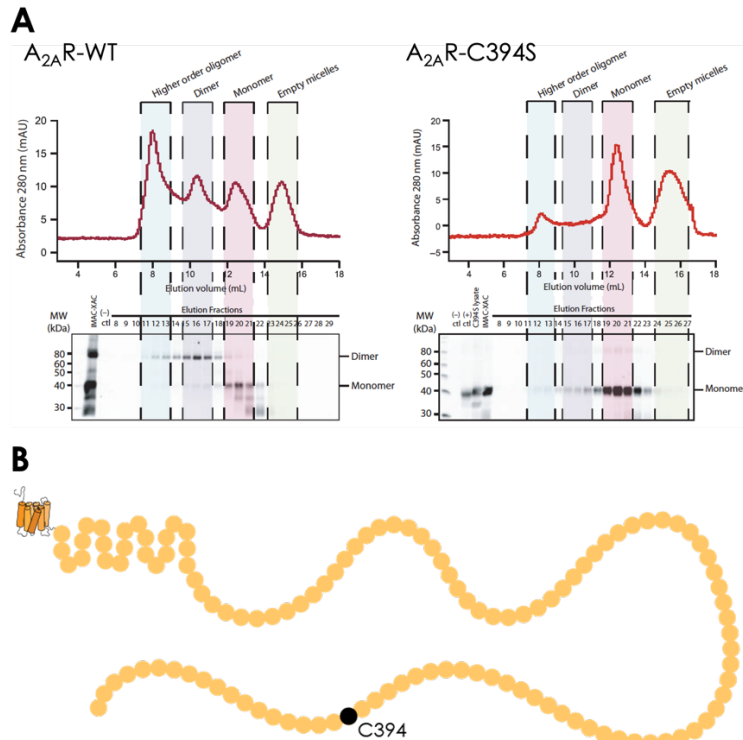 A
A2AR-WT
A2AR-C394S
Higher order oligomer
Dimer
Monomer
Empty micelles
Higher order oligomer
Dimer
Monomer
Empty micelles
Absorbance 280 nm (mAU)
20
15
10
5
0
4 6 8 10 12 14 16 18
Elution volume (mL)
Absorbance 280 nm (mAU)
20
15
10
5
0
−5
4 6 8 10 12 14 16 18
Elution volume (mL)
MW
(kDa)
IMAC-XAC
(−)
ctl
Elution Fractions
8 9 10 11 12 13 14 15 16 17 18 19 20 21 22 23 24 25 26 27 28 29
80
60
50
40
30
Dimer
Monomer
MW
(kDa)
(−)
ctl
(+)
ctl
C394S lysate
IMAC-XAC
Elution Fractions
8 9 10 11 12 13 14 15 16 17 18 19 20 21 22 23 24 25 26 27
80
60
50
40
30
Dimer
Monome
B
C394